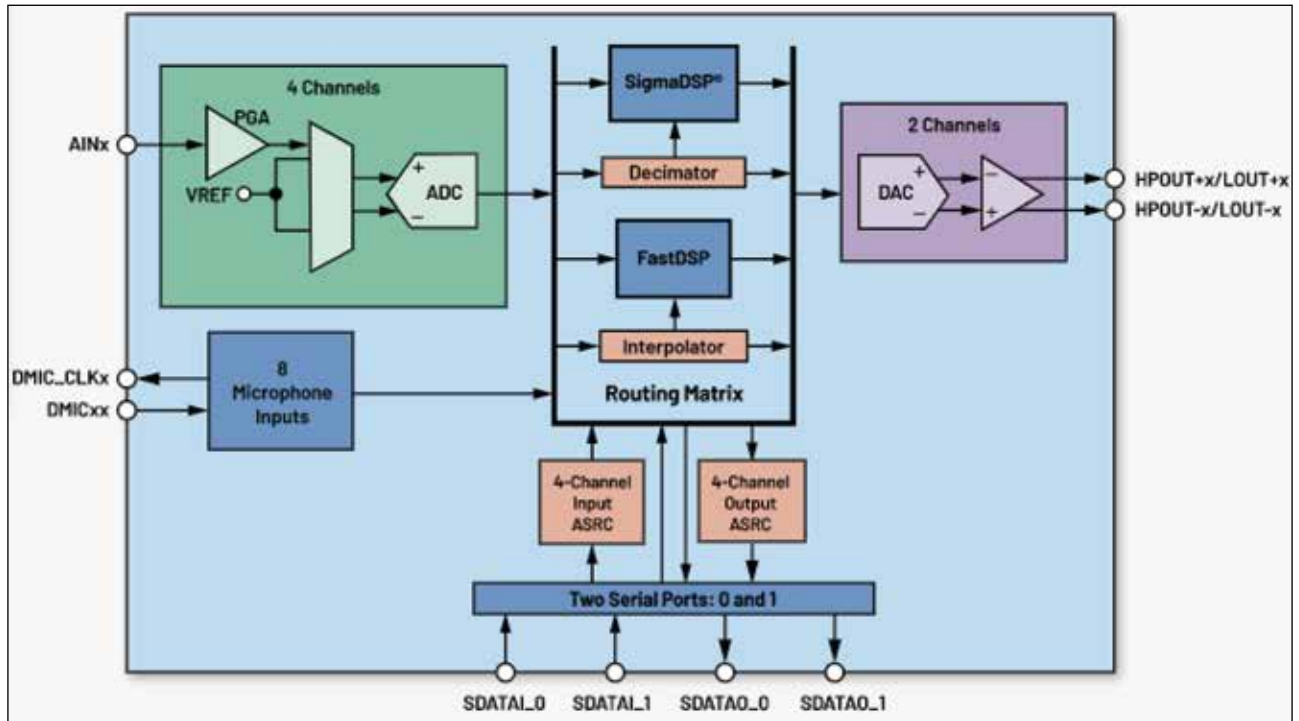 4 Channels
PGA
AINx
VREF
+
ADC
−
SigmaDSP®
Decimator
FastDSP
Interpolator
Routing Matrix
2 Channels
DAC
+
−
−
+
HPOUT+x/LOUT+x
HPOUT-x/LOUT-x
DMIC_CLKx
DMICxx
8
Microphone
Inputs
4-Channel
Input
ASRC
4-Channel
Output
ASRC
Two Serial Ports: 0 and 1
SDATAI_0
SDATAI_1
SDATAO_0
SDATAO_1